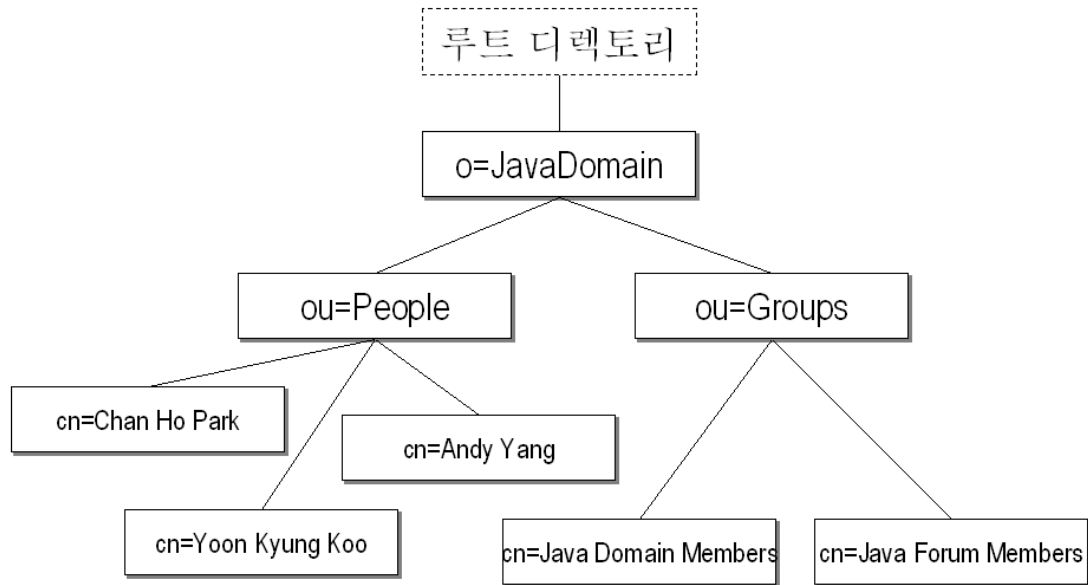 루트 디렉토리
o=JavaDomain
ou=People
ou=Groups
cn=Chan Ho Park
cn=Andy Yang
cn=Yoon Kyung Koo
cn=Java Domain Members
cn=Java Forum Members